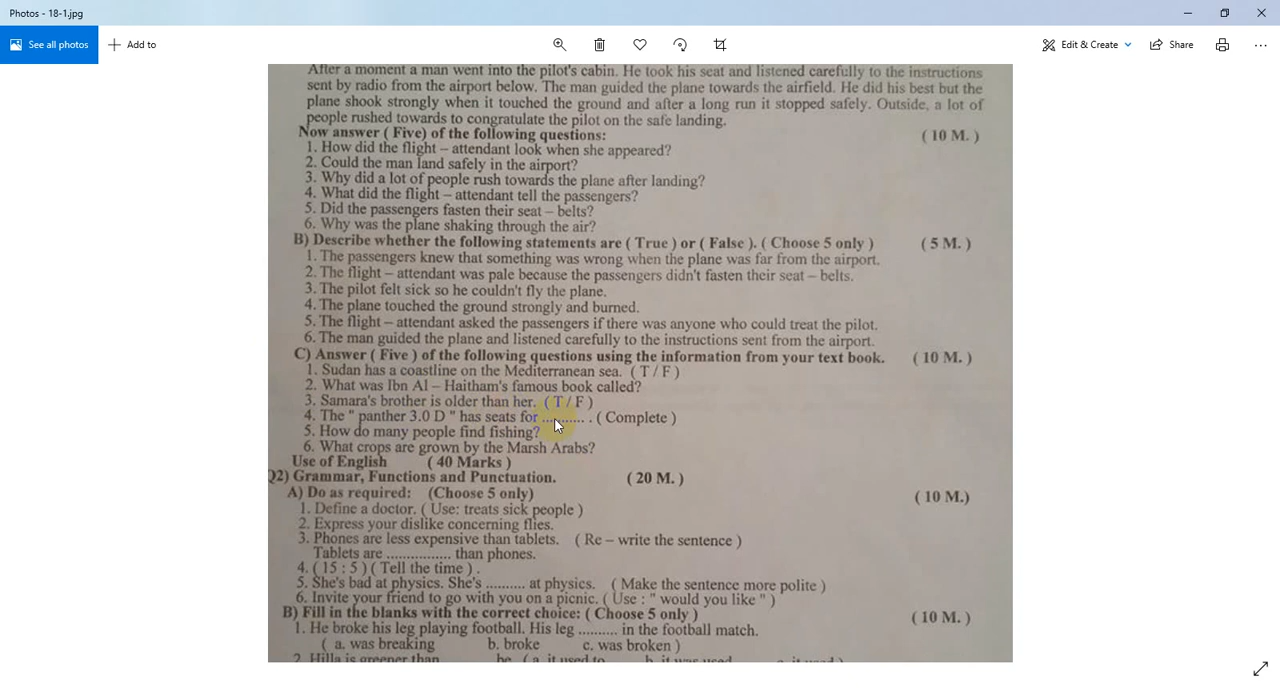 Photos - 18-1.jpg
See all photos
Add to
Edit & Create
Share
After a moment a man went into the pilot's cabin. He took his seat and listened carefully to the instructions
sent by radio from the airport below. The man guided the plane towards the airfield. He did his best but the
plane shook strongly when it touched the ground and after a long run it stopped safely. Outside, a lot of
people rushed towards to congratulate the pilot on the safe landing.
Now answer ( Five) of the following questions: ( 10 M. )
1. How did the flight – attendant look when she appeared?
2. Could the man land safely in the airport?
3. Why did a lot of people rush towards the plane after landing?
4. What did the flight – attendant tell the passengers?
5. Did the passengers fasten their seat – belts?
6. Why was the plane shaking through the air?
B) Describe whether the following statements are ( True ) or ( False ). ( Choose 5 only ) ( 5 M. )
1. The passengers knew that something was wrong when the plane was far from the airport.
2. The flight – attendant was pale because the passengers didn't fasten their seat – belts.
3. The pilot felt sick so he couldn't fly the plane.
4. The plane touched the ground strongly and burned.
5. The flight – attendant asked the passengers if there was anyone who could treat the pilot.
6. The man guided the plane and listened carefully to the instructions sent from the airport.
C) Answer ( Five ) of the following questions using the information from your text book. ( 10 M. )
1. Sudan has a coastline on the Mediterranean sea. ( T / F )
2. What was Ibn Al – Haitham's famous book called?
3. Samara's brother is older than her. ( T / F )
4. The " panther 3.0 D " has seats for .......... . ( Complete )
5. How do many people find fishing?
6. What crops are grown by the Marsh Arabs?
Use of English ( 40 Marks )
Q2) Grammar, Functions and Punctuation. ( 20 M. )
A) Do as required: (Choose 5 only) ( 10 M.)
1. Define a doctor. ( Use: treats sick people )
2. Express your dislike concerning flies.
3. Phones are less expensive than tablets. ( Re – write the sentence )
Tablets are ................ than phones.
4. ( 15 : 5 ) ( Tell the time ) .
5. She's bad at physics. She's .......... at physics. ( Make the sentence more polite )
6. Invite your friend to go with you on a picnic. ( Use : " would you like " )
B) Fill in the blanks with the correct choice: ( Choose 5 only ) ( 10 M. )
1. He broke his leg playing football. His leg .......... in the football match.
( a. was breaking b. broke c. was broken )
2. Hilla is greener than be ( a. it used to b. it was used